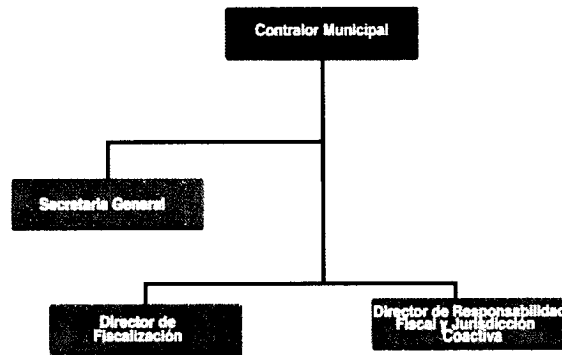 Contralor Municipal
Secretaria General
Director de
Fiscalización
Director de Responsabilidad
Fiscal y Jurisdicción
Coactiva